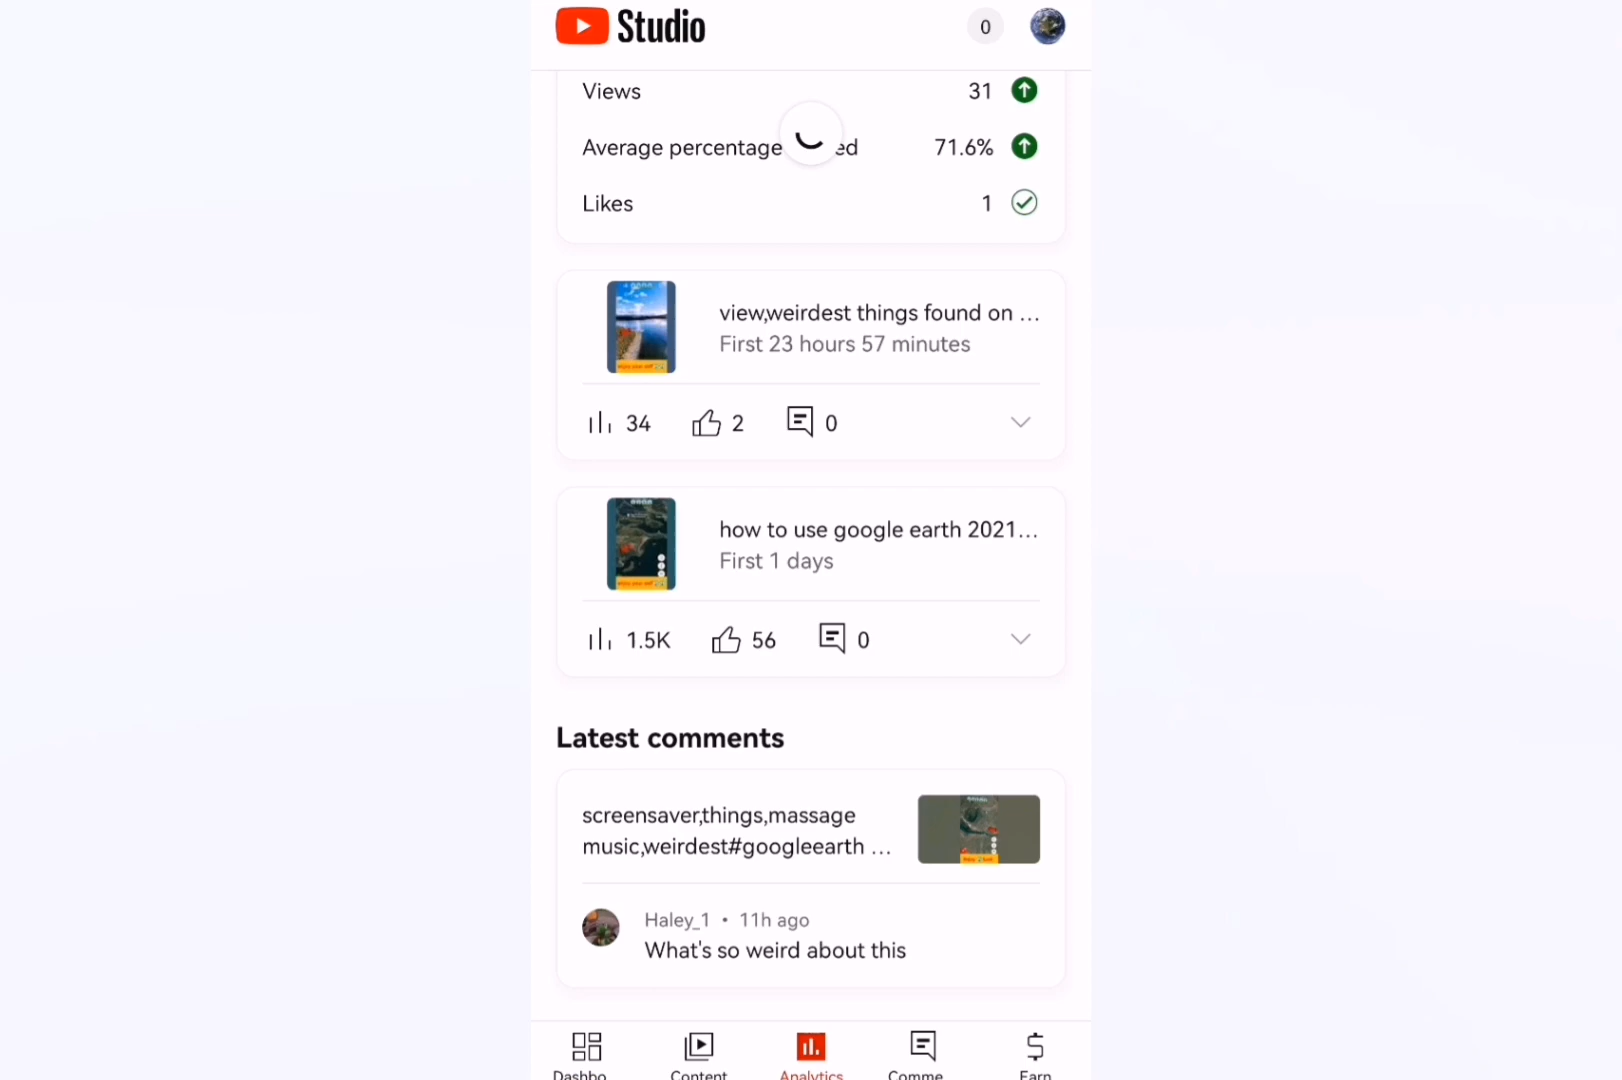 Studio
0
Views 31
Average percentage ed 71.6%
Likes 1
view,weirdest things found on ...
First 23 hours 57 minutes
34 2 0
how to use google earth 2021...
First 1 days
1.5K 56 0
Latest comments
screensaver,things,massage
music,weirdest#googleearth ...
Haley_1 • 11h ago
What's so weird about this
Dashbo Content Analytics Comme Earn